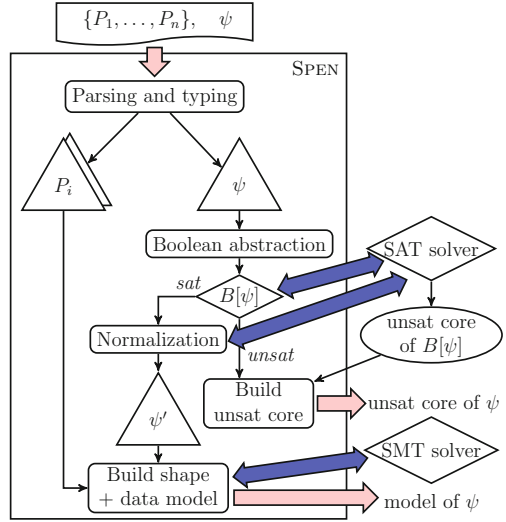 {P₁, . . . , Pₙ}, ψ
SPEN
Parsing and typing
Pᵢ
ψ
Boolean abstraction
SAT solver
sat
B[ψ]
Normalization
unsat
unsat core
of B[ψ]
Build
unsat core
unsat core of ψ
ψ′
SMT solver
Build shape
+ data model
model of ψ